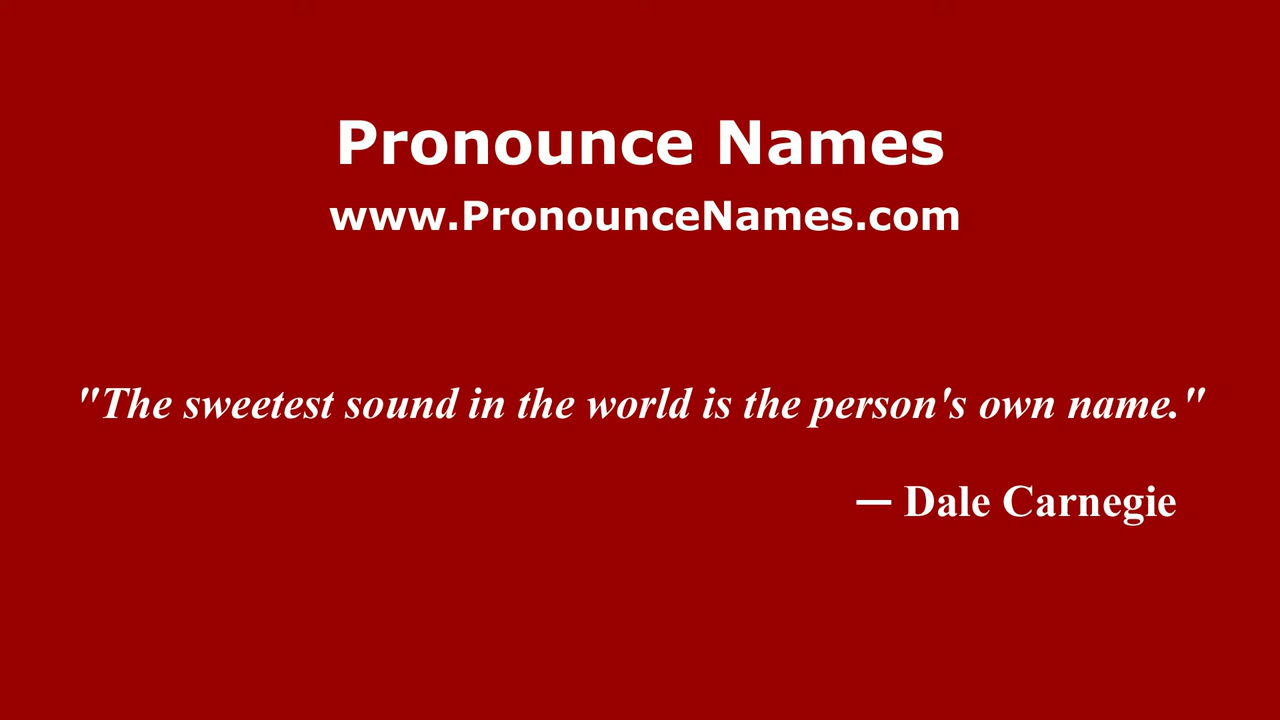 Pronounce Names
www.PronounceNames.com
"The sweetest sound in the world is the person's own name."
— Dale Carnegie